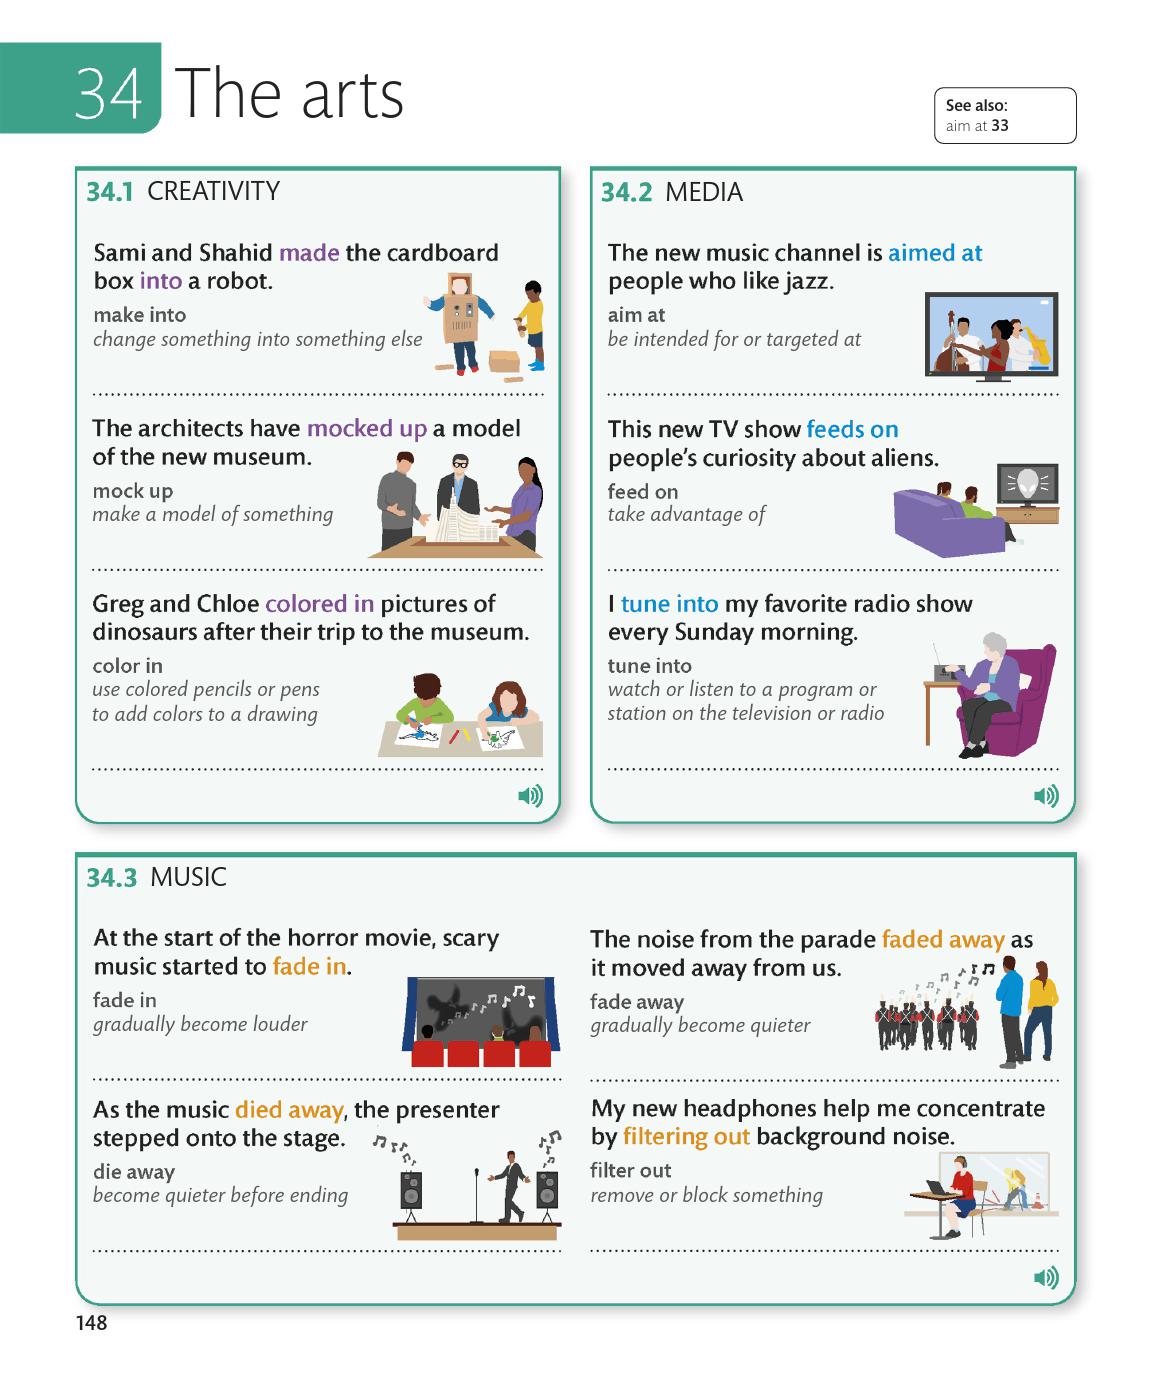 34 The arts
See also:
aim at 33
34.1 CREATIVITY
Sami and Shahid made the cardboard
box into a robot.
make into
change something into something else
The architects have mocked up a model
of the new museum.
mock up
make a model of something
Greg and Chloe colored in pictures of
dinosaurs after their trip to the museum.
color in
use colored pencils or pens
to add colors to a drawing
34.2 MEDIA
The new music channel is aimed at
people who like jazz.
aim at
be intended for or targeted at
This new TV show feeds on
people’s curiosity about aliens.
feed on
take advantage of
I tune into my favorite radio show
every Sunday morning.
tune into
watch or listen to a program or
station on the television or radio
34.3 MUSIC
At the start of the horror movie, scary
music started to fade in.
fade in
gradually become louder
As the music died away, the presenter
stepped onto the stage.
die away
become quieter before ending
The noise from the parade faded away as
it moved away from us.
fade away
gradually become quieter
My new headphones help me concentrate
by filtering out background noise.
filter out
remove or block something
148